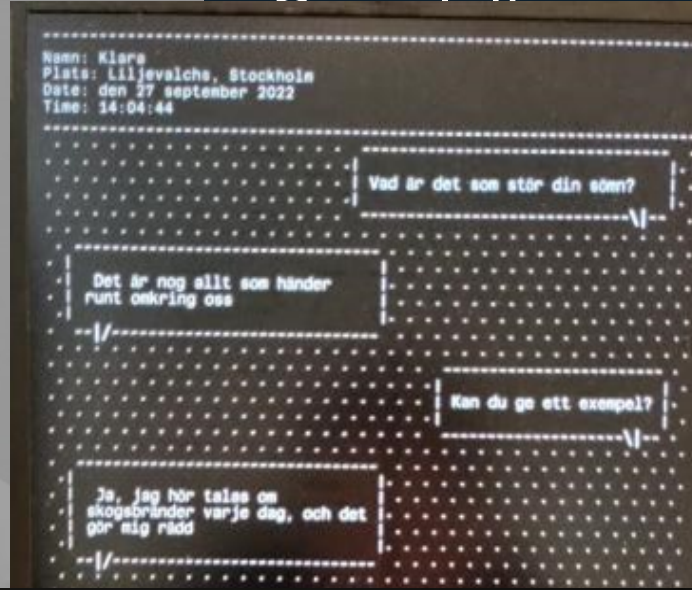 Namn: Klara
Plats: Liljevalchs, Stockholm
Date: den 27 september 2022
Time: 14:04:44
Vad är det som stör din sömn?
Det är nog allt som händer
runt omkring oss
Kan du ge ett exempel?
Ja, jag hör talas om
skogsbränder varje dag, och det
gör mig rädd